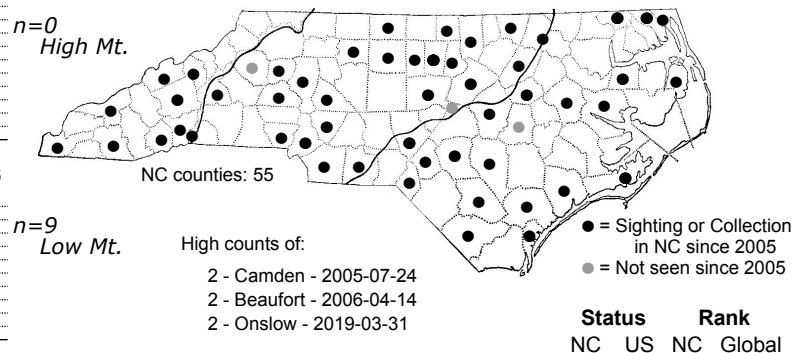 n=0
High Mt.
NC counties: 55
n=9
Low Mt.
High counts of:
2 - Camden - 2005-07-24
2 - Beaufort - 2006-04-14
2 - Onslow - 2019-03-31
= Sighting or Collection
in NC since 2005
= Not seen since 2005
Status Rank
NC US NC Global